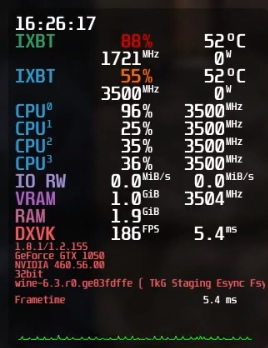 16:26:17
IXBT 88% 52°C
1721MHz 0W
IXBT 55% 52°C
3500MHz 0W
CPU0 96% 3500MHz
CPU1 25% 3500MHz
CPU2 35% 3500MHz
CPU3 36% 3500MHz
IO RW 0.0MiB/s 0.0MiB/s
VRAM 1.0GiB 3504MHz
RAM 1.9GiB
DXVK 186FPS 5.4ms
1.8.1/1.2.155
GeForce GTX 1050
NVIDIA 460.56.00
32bit
wine-6.3.r0.ge83fdffe ( TkG Staging Esync Fsy
Frametime 5.4 ms